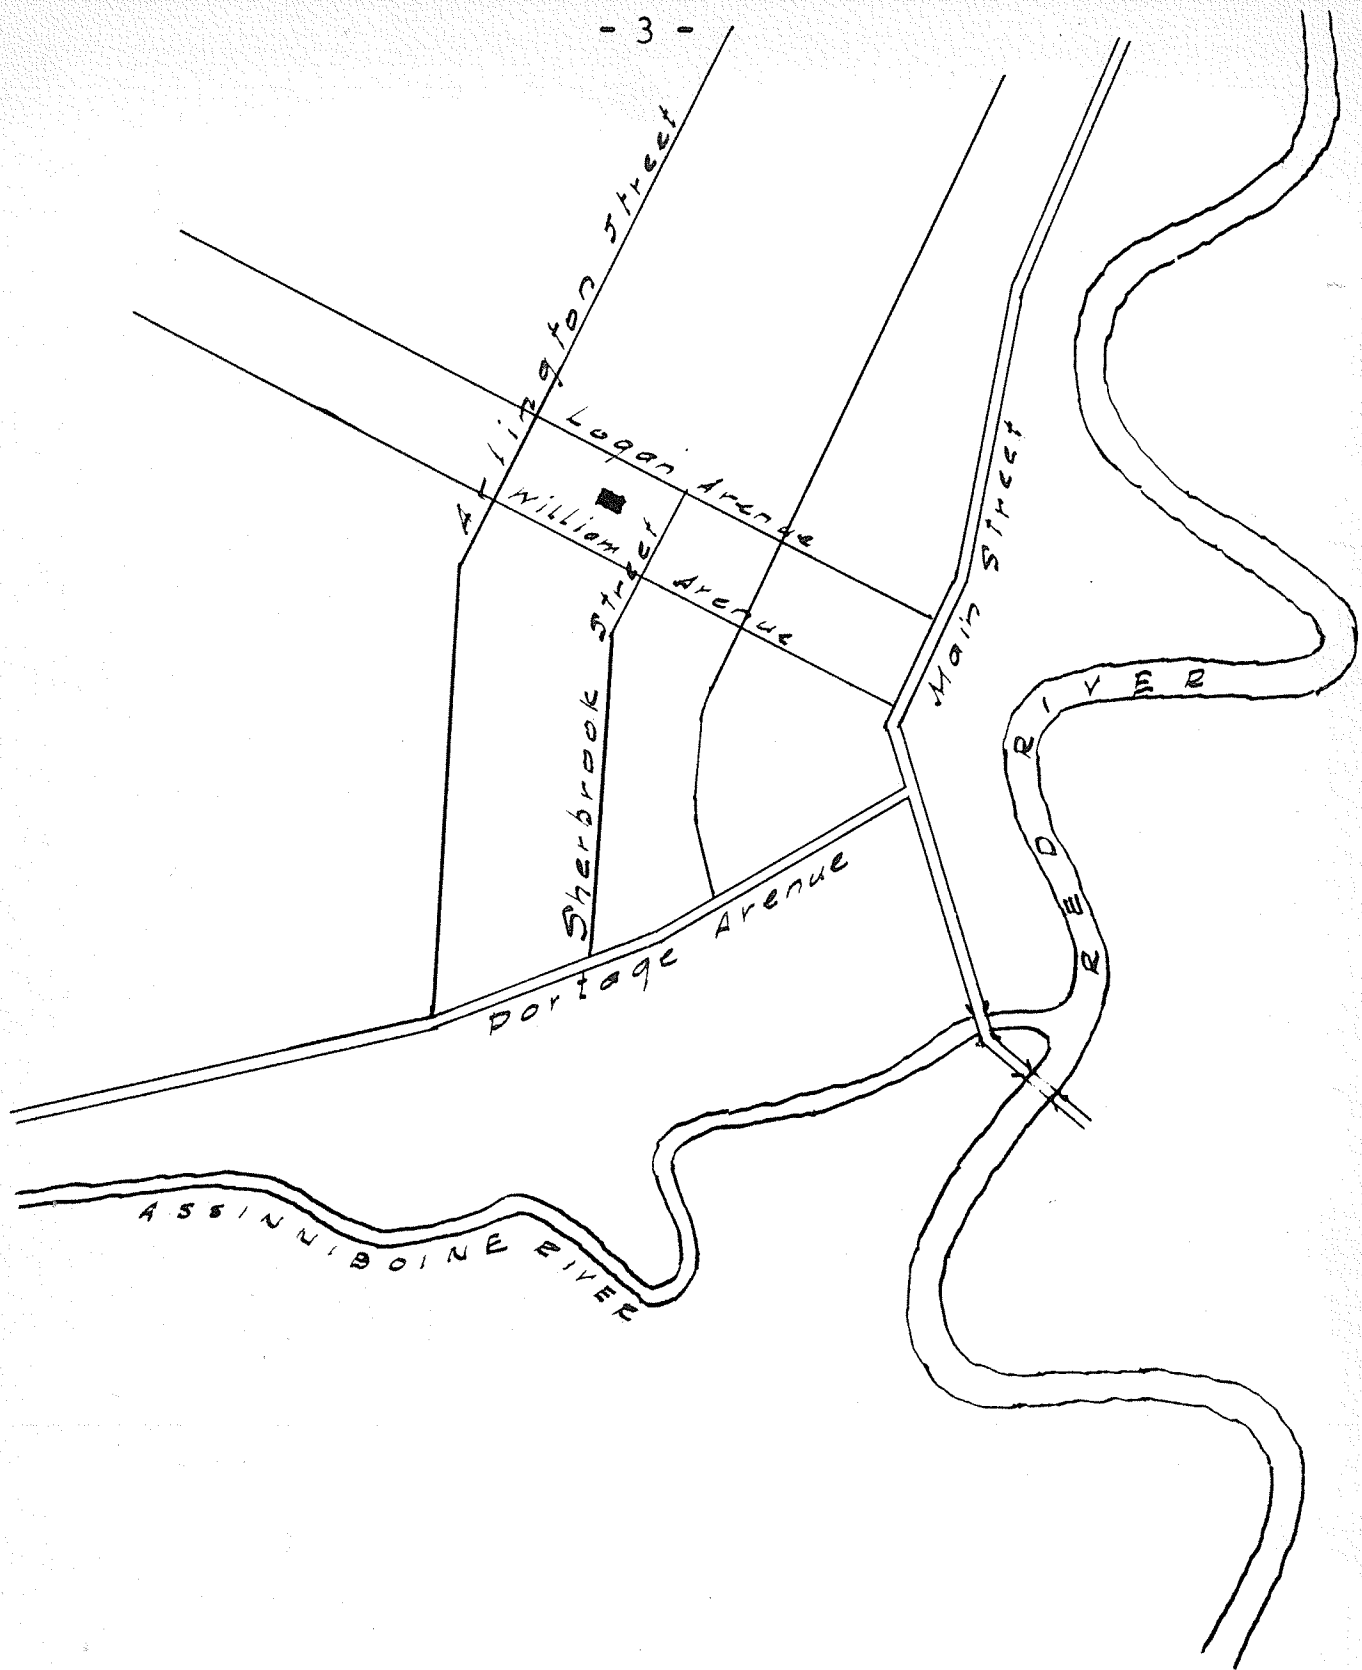 - 3 -
Arlington Street
Logan Avenue
William Avenue
Sherbrook Street
Main Street
Portage Avenue
RED RIVER
ASSINNIBOINE RIVER